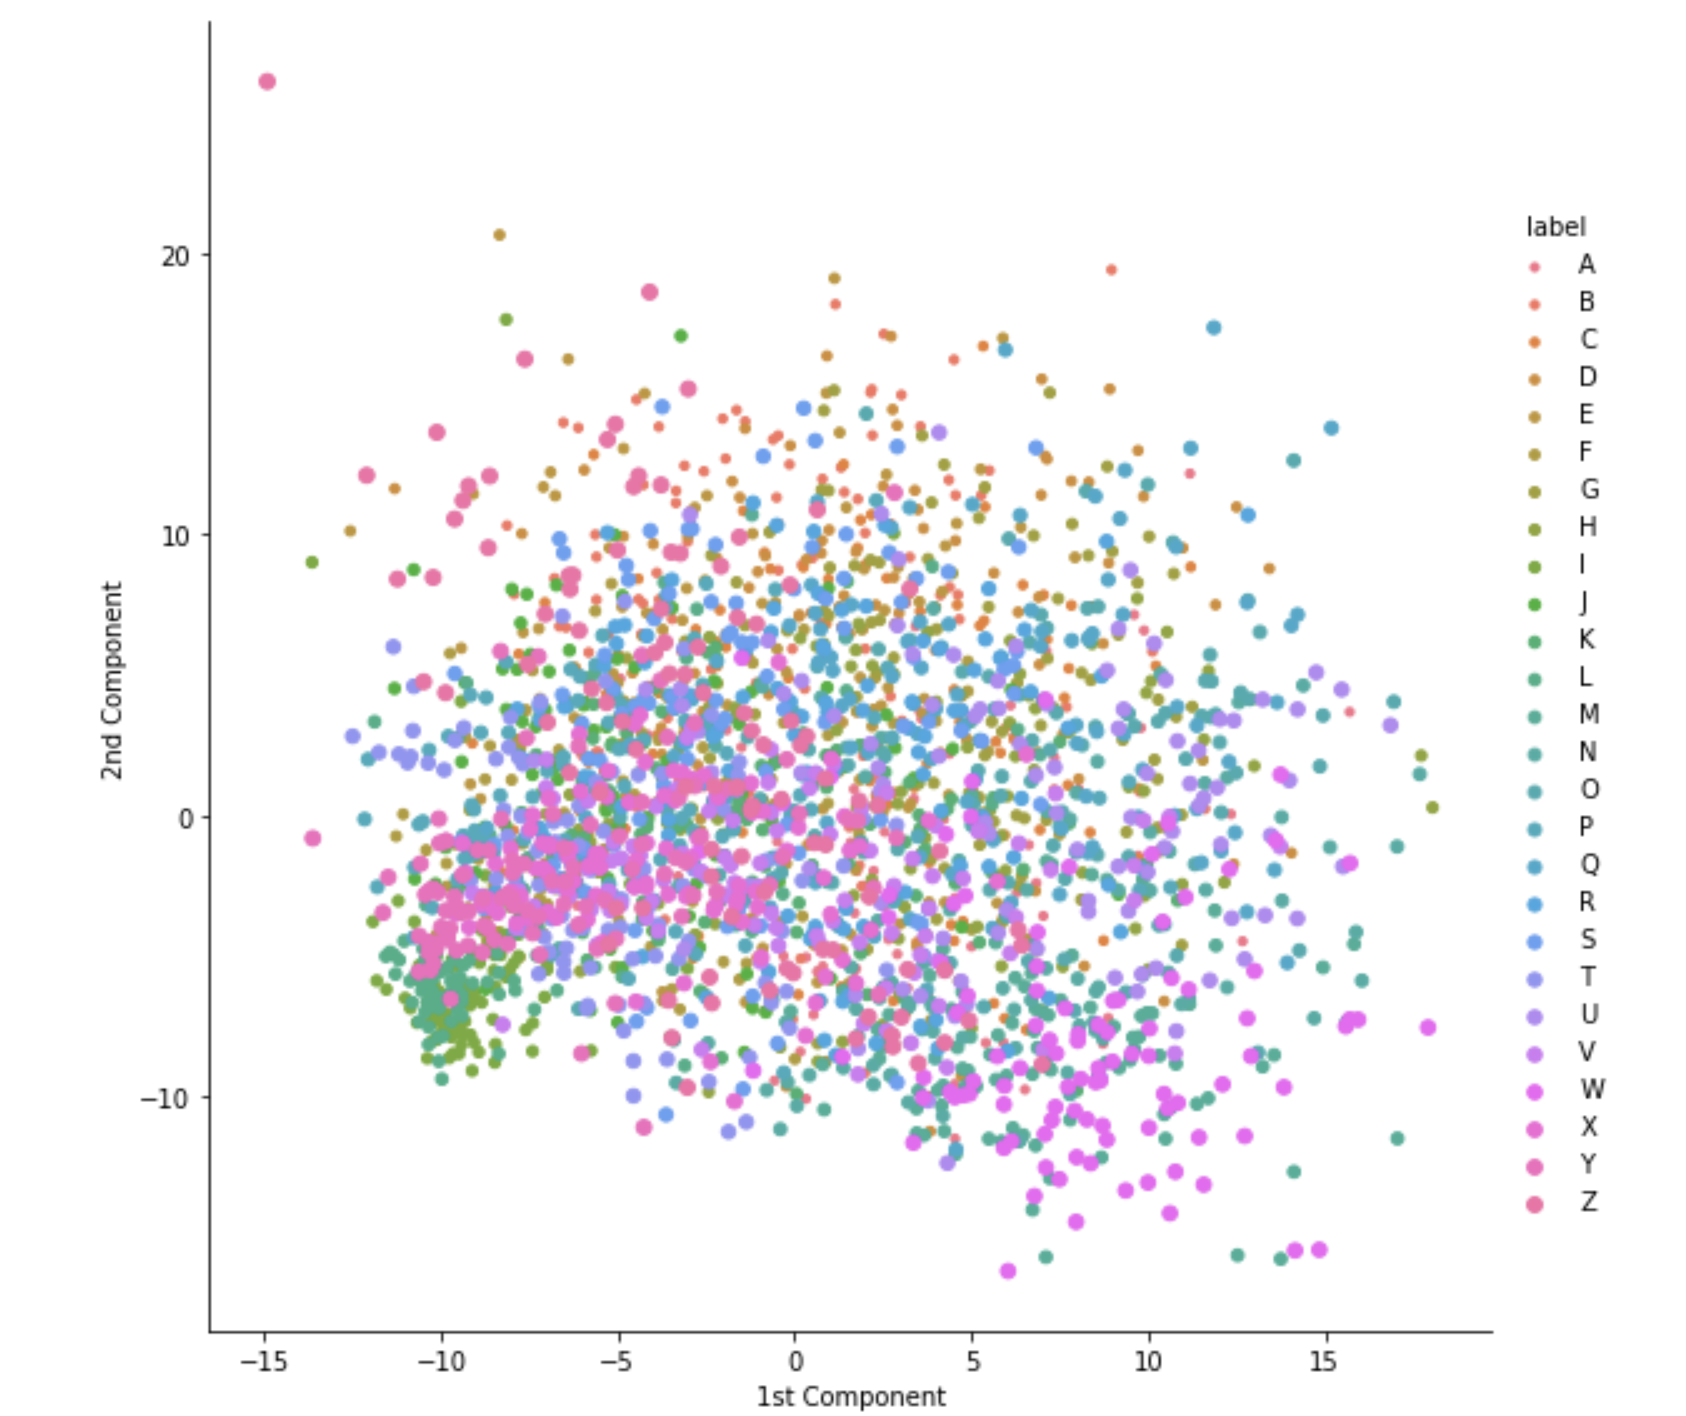 20
10
0
−10
2nd Component
−15
−10
−5
0
5
10
15
1st Component
label
A
B
C
D
E
F
G
H
I
J
K
L
M
N
O
P
Q
R
S
T
U
V
W
X
Y
Z